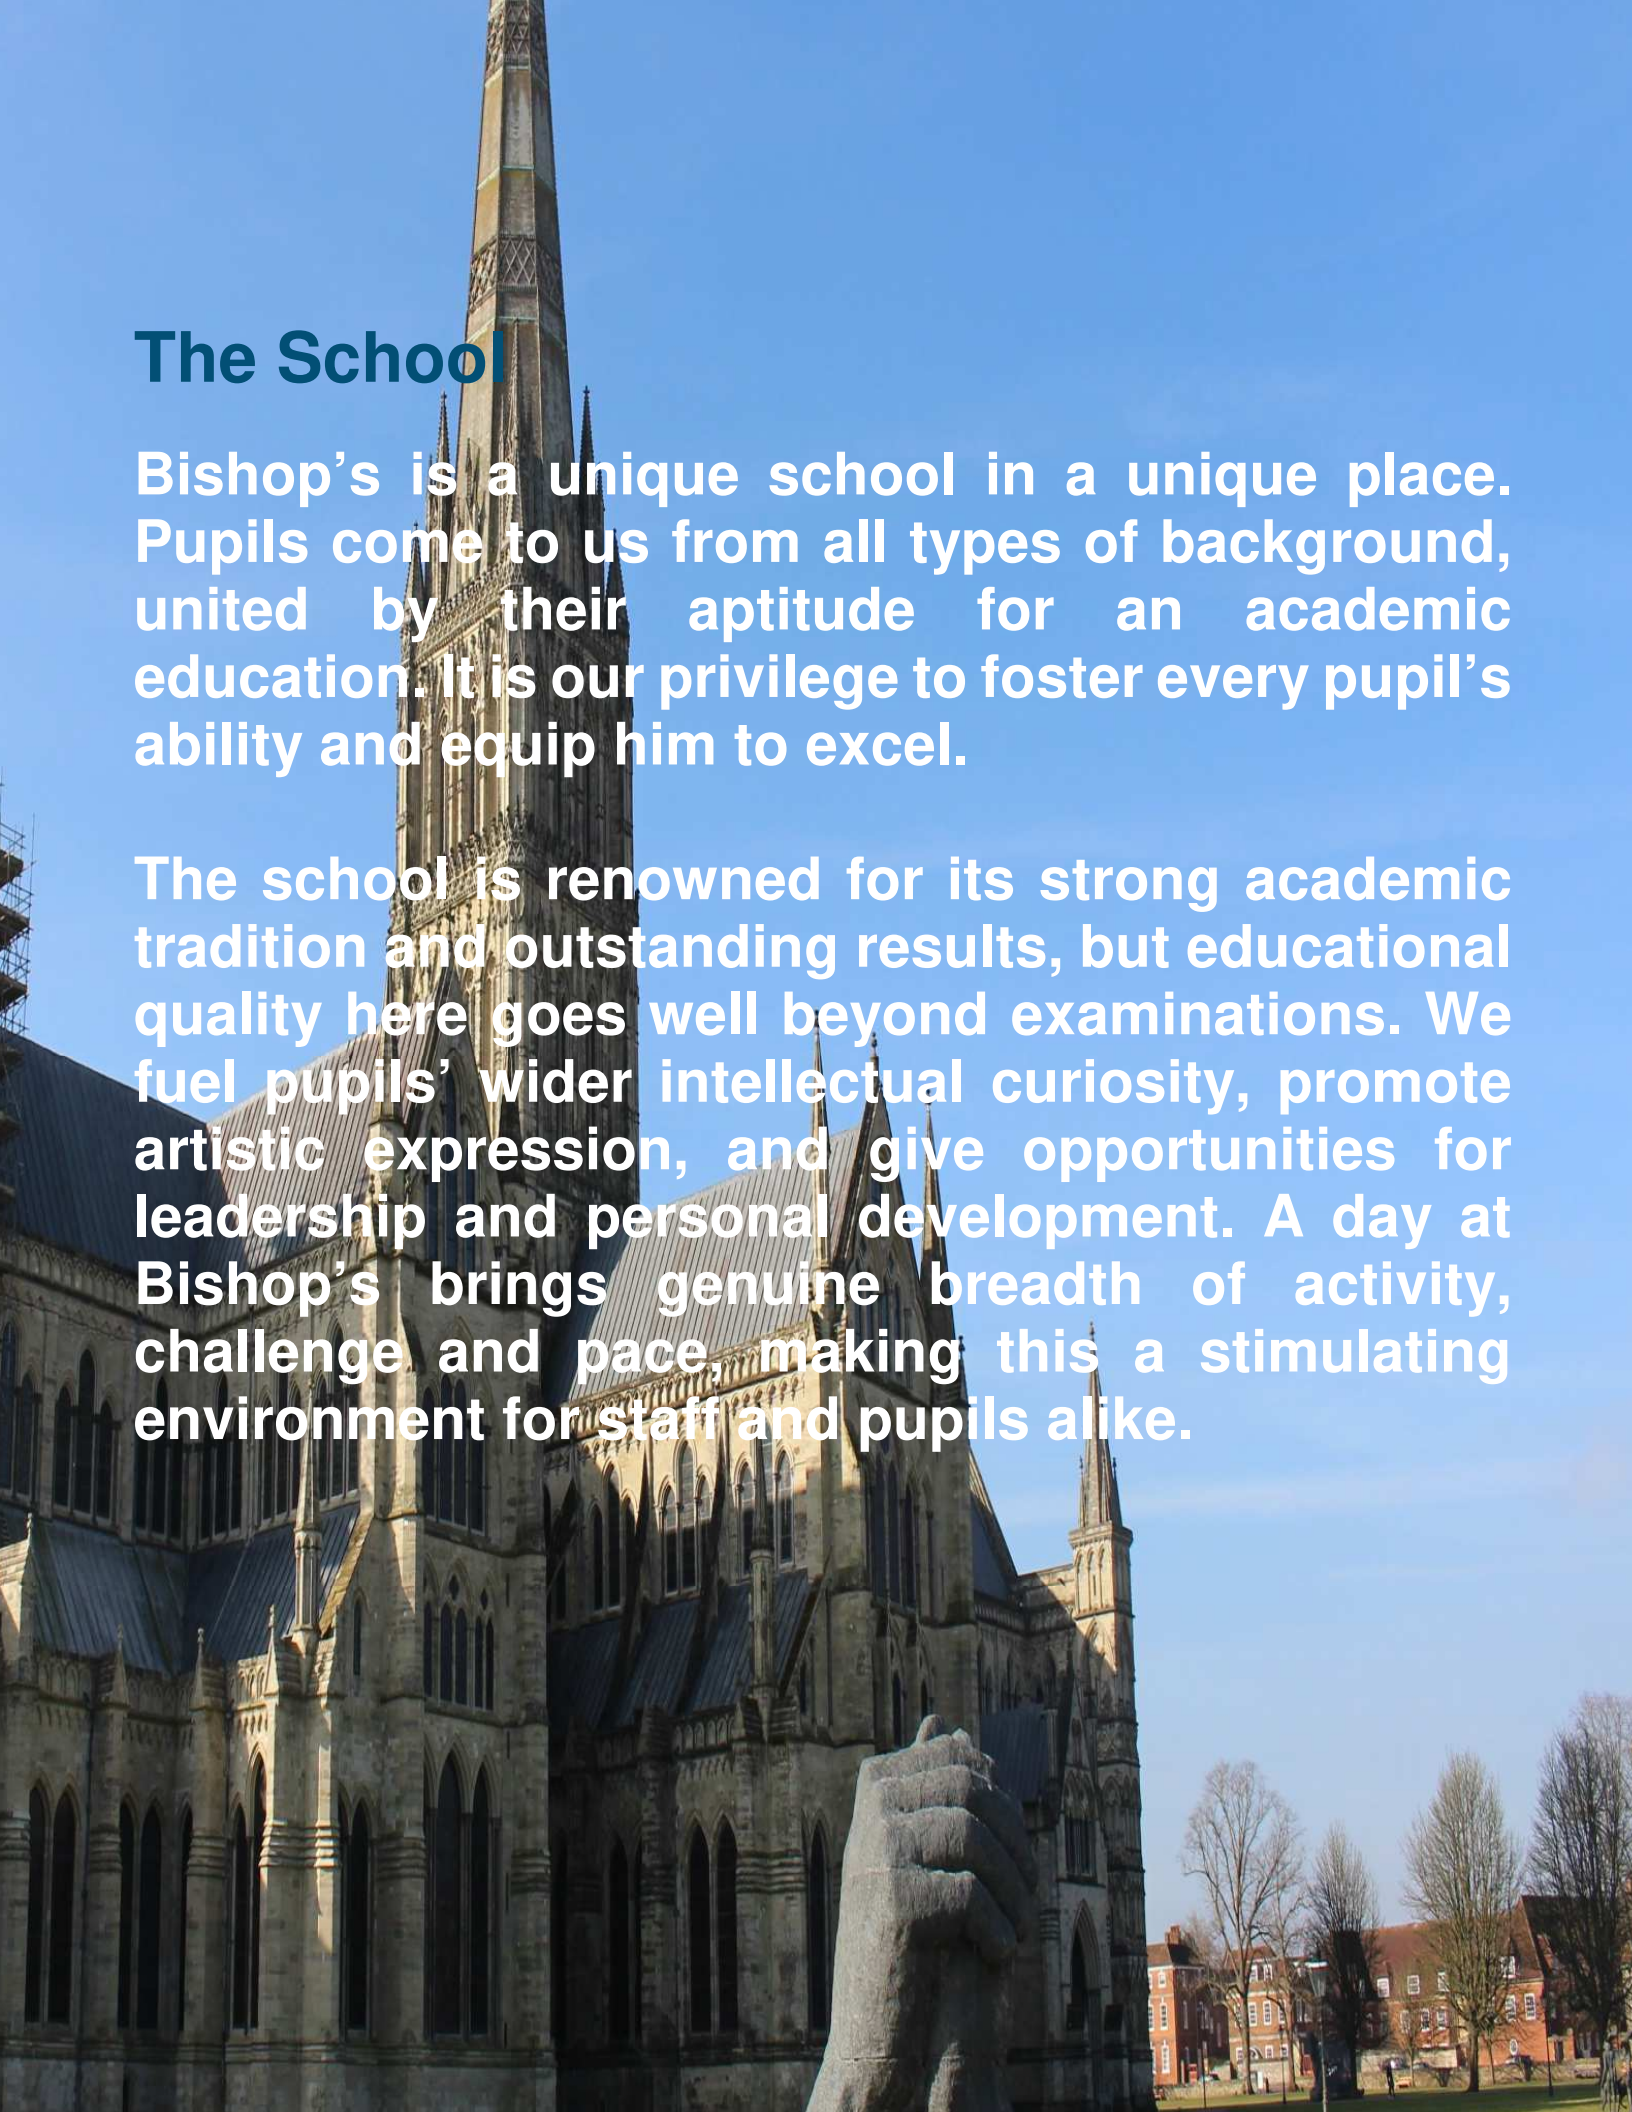 The School
Bishop’s is a unique school in a unique place.
Pupils come to us from all types of background,
united by their aptitude for an academic
education. It is our privilege to foster every pupil’s
ability and equip him to excel.
The school is renowned for its strong academic
tradition and outstanding results, but educational
quality here goes well beyond examinations. We
fuel pupils’ wider intellectual curiosity, promote
artistic expression, and give opportunities for
leadership and personal development. A day at
Bishop’s brings genuine breadth of activity,
challenge and pace, making this a stimulating
environment for staff and pupils alike.